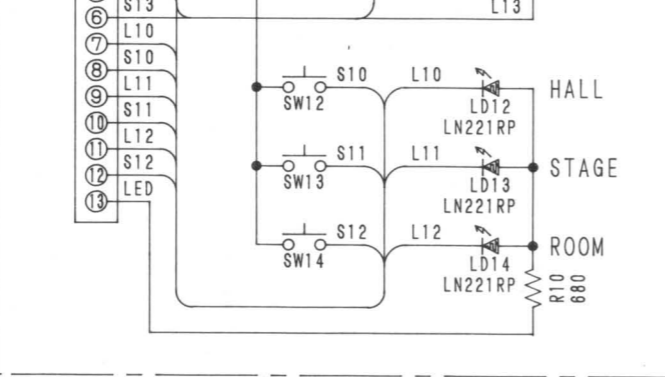 S13
L13
⑥
L10
⑦
S10
⑧
L11
⑨
S11
⑩
L12
⑪
S12
⑫
LED
⑬
S10 L10 HALL
SW12 LD12
LN221RP
S11 L11 STAGE
SW13 LD13
LN221RP
S12 L12 ROOM
SW14 LD14
LN221RP
R10
680